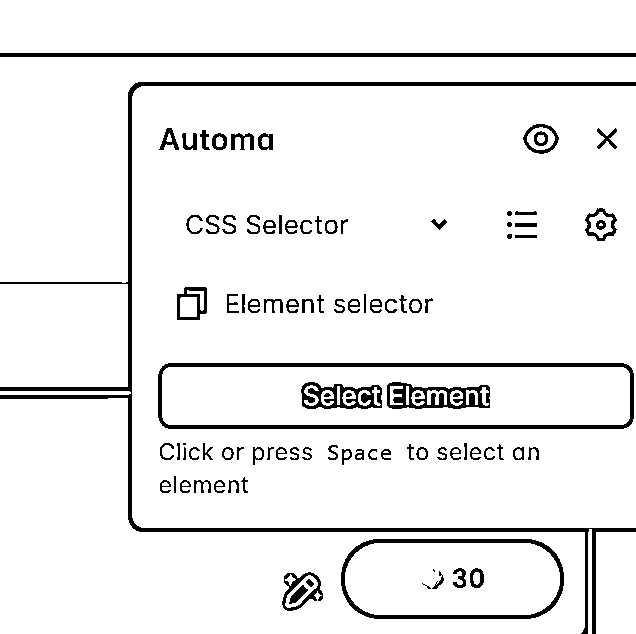 Automa
CSS Selector
Element selector
Select Element
Click or press Space to select an
element
30